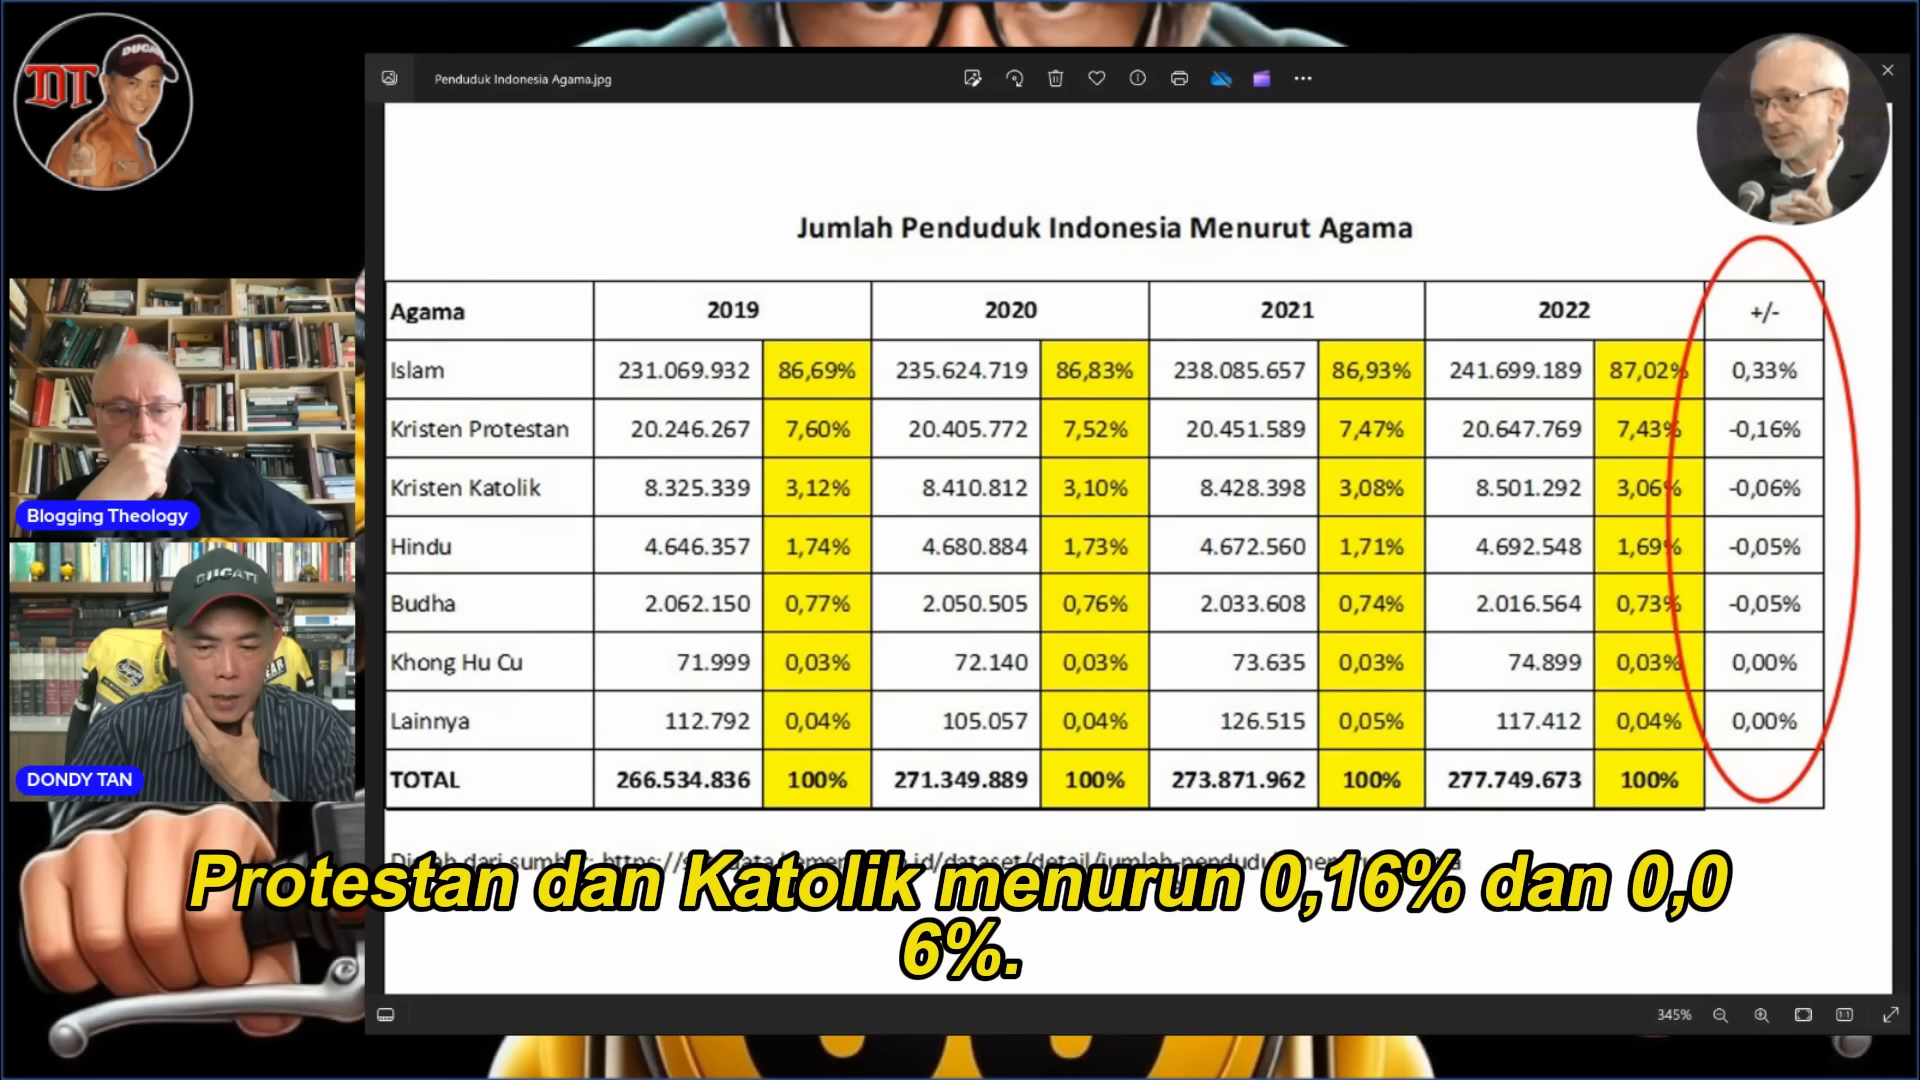 DT
DUCATI
Penduduk Indonesia Agama.jpg
Jumlah Penduduk Indonesia Menurut Agama
Agama 2019 2020 2021 2022 +/-
Islam 231.069.932 86,69% 235.624.719 86,83% 238.085.657 86,93% 241.699.189 87,02% 0,33%
Kristen Protestan 20.246.267 7,60% 20.405.772 7,52% 20.451.589 7,47% 20.647.769 7,43% -0,16%
Kristen Katolik 8.325.339 3,12% 8.410.812 3,10% 8.428.398 3,08% 8.501.292 3,06% -0,06%
Hindu 4.646.357 1,74% 4.680.884 1,73% 4.672.560 1,71% 4.692.548 1,69% -0,05%
Budha 2.062.150 0,77% 2.050.505 0,76% 2.033.608 0,74% 2.016.564 0,73% -0,05%
Khong Hu Cu 71.999 0,03% 72.140 0,03% 73.635 0,03% 74.899 0,03% 0,00%
Lainnya 112.792 0,04% 105.057 0,04% 126.515 0,05% 117.412 0,04% 0,00%
TOTAL 266.534.836 100% 271.349.889 100% 273.871.962 100% 277.749.673 100%
Blogging Theology
DUCATI
DONDY TAN
Protestan dan Katolik menurun 0,16% dan 0,0
6%.
345%